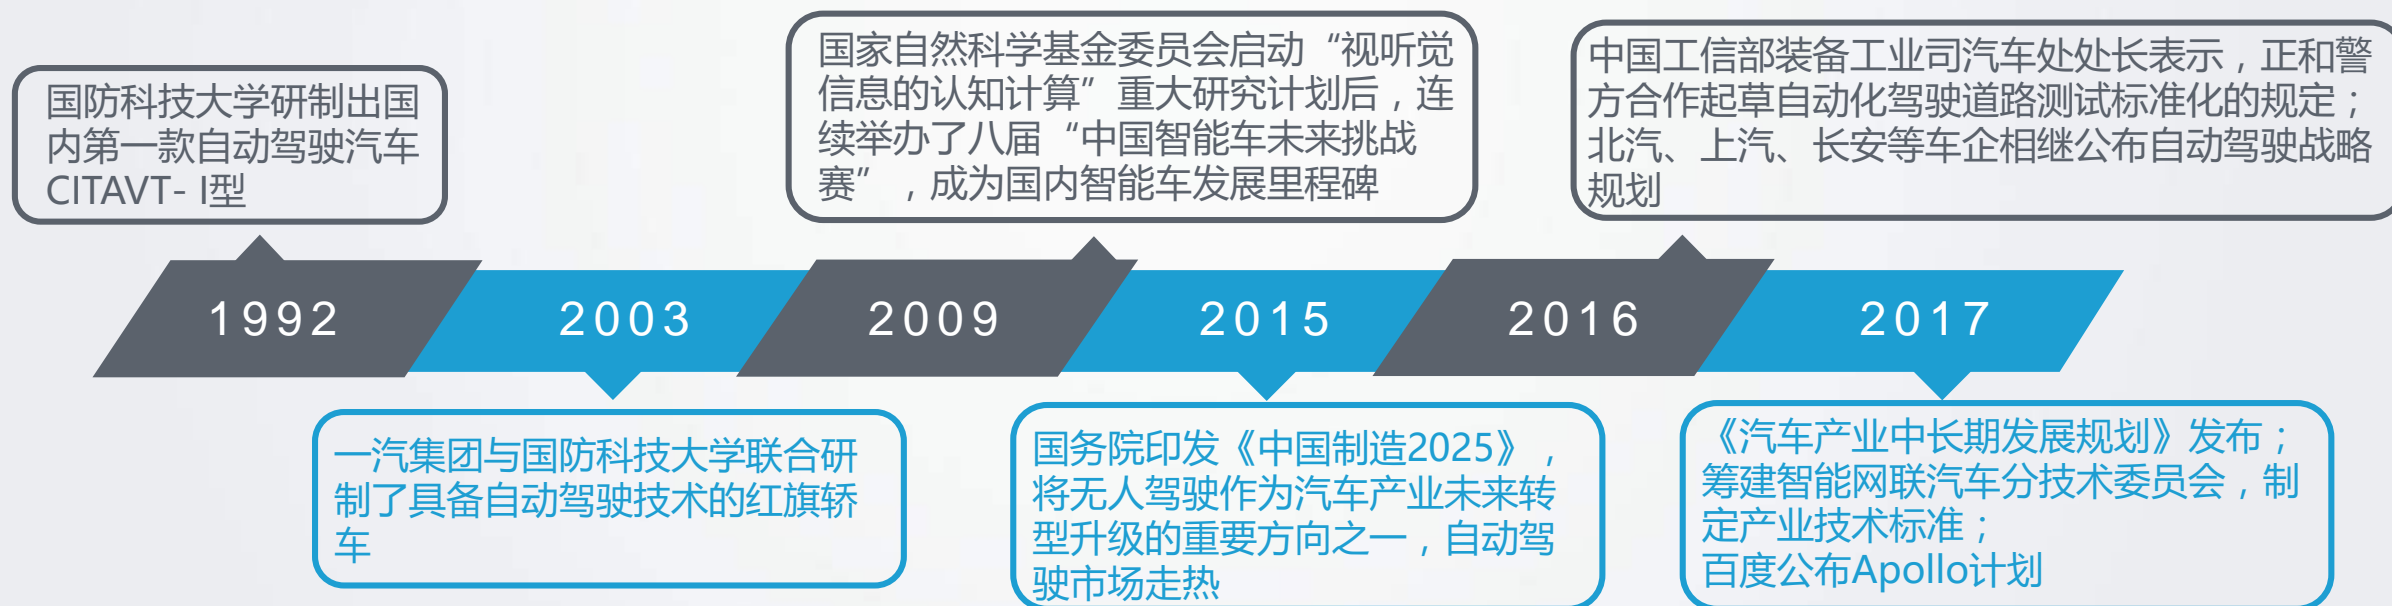 国防科技大学研制出国
内第一款自动驾驶汽车
CITAVT- I型
国家自然科学基金委员会启动“视听觉
信息的认知计算”重大研究计划后，连
续举办了八届“中国智能车未来挑战
赛”，成为国内智能车发展里程碑
中国工信部装备工业司汽车处处长表示，正和警
方合作起草自动化驾驶道路测试标准化的规定；
北汽、上汽、长安等车企相继公布自动驾驶战略
规划
1992
2003
2009
2015
2016
2017
一汽集团与国防科技大学联合研
制了具备自动驾驶技术的红旗轿
车
国务院印发《中国制造2025》，
将无人驾驶作为汽车产业未来转
型升级的重要方向之一，自动驾
驶市场走热
《汽车产业中长期发展规划》发布；
筹建智能网联汽车分技术委员会，制
定产业技术标准；
百度公布Apollo计划